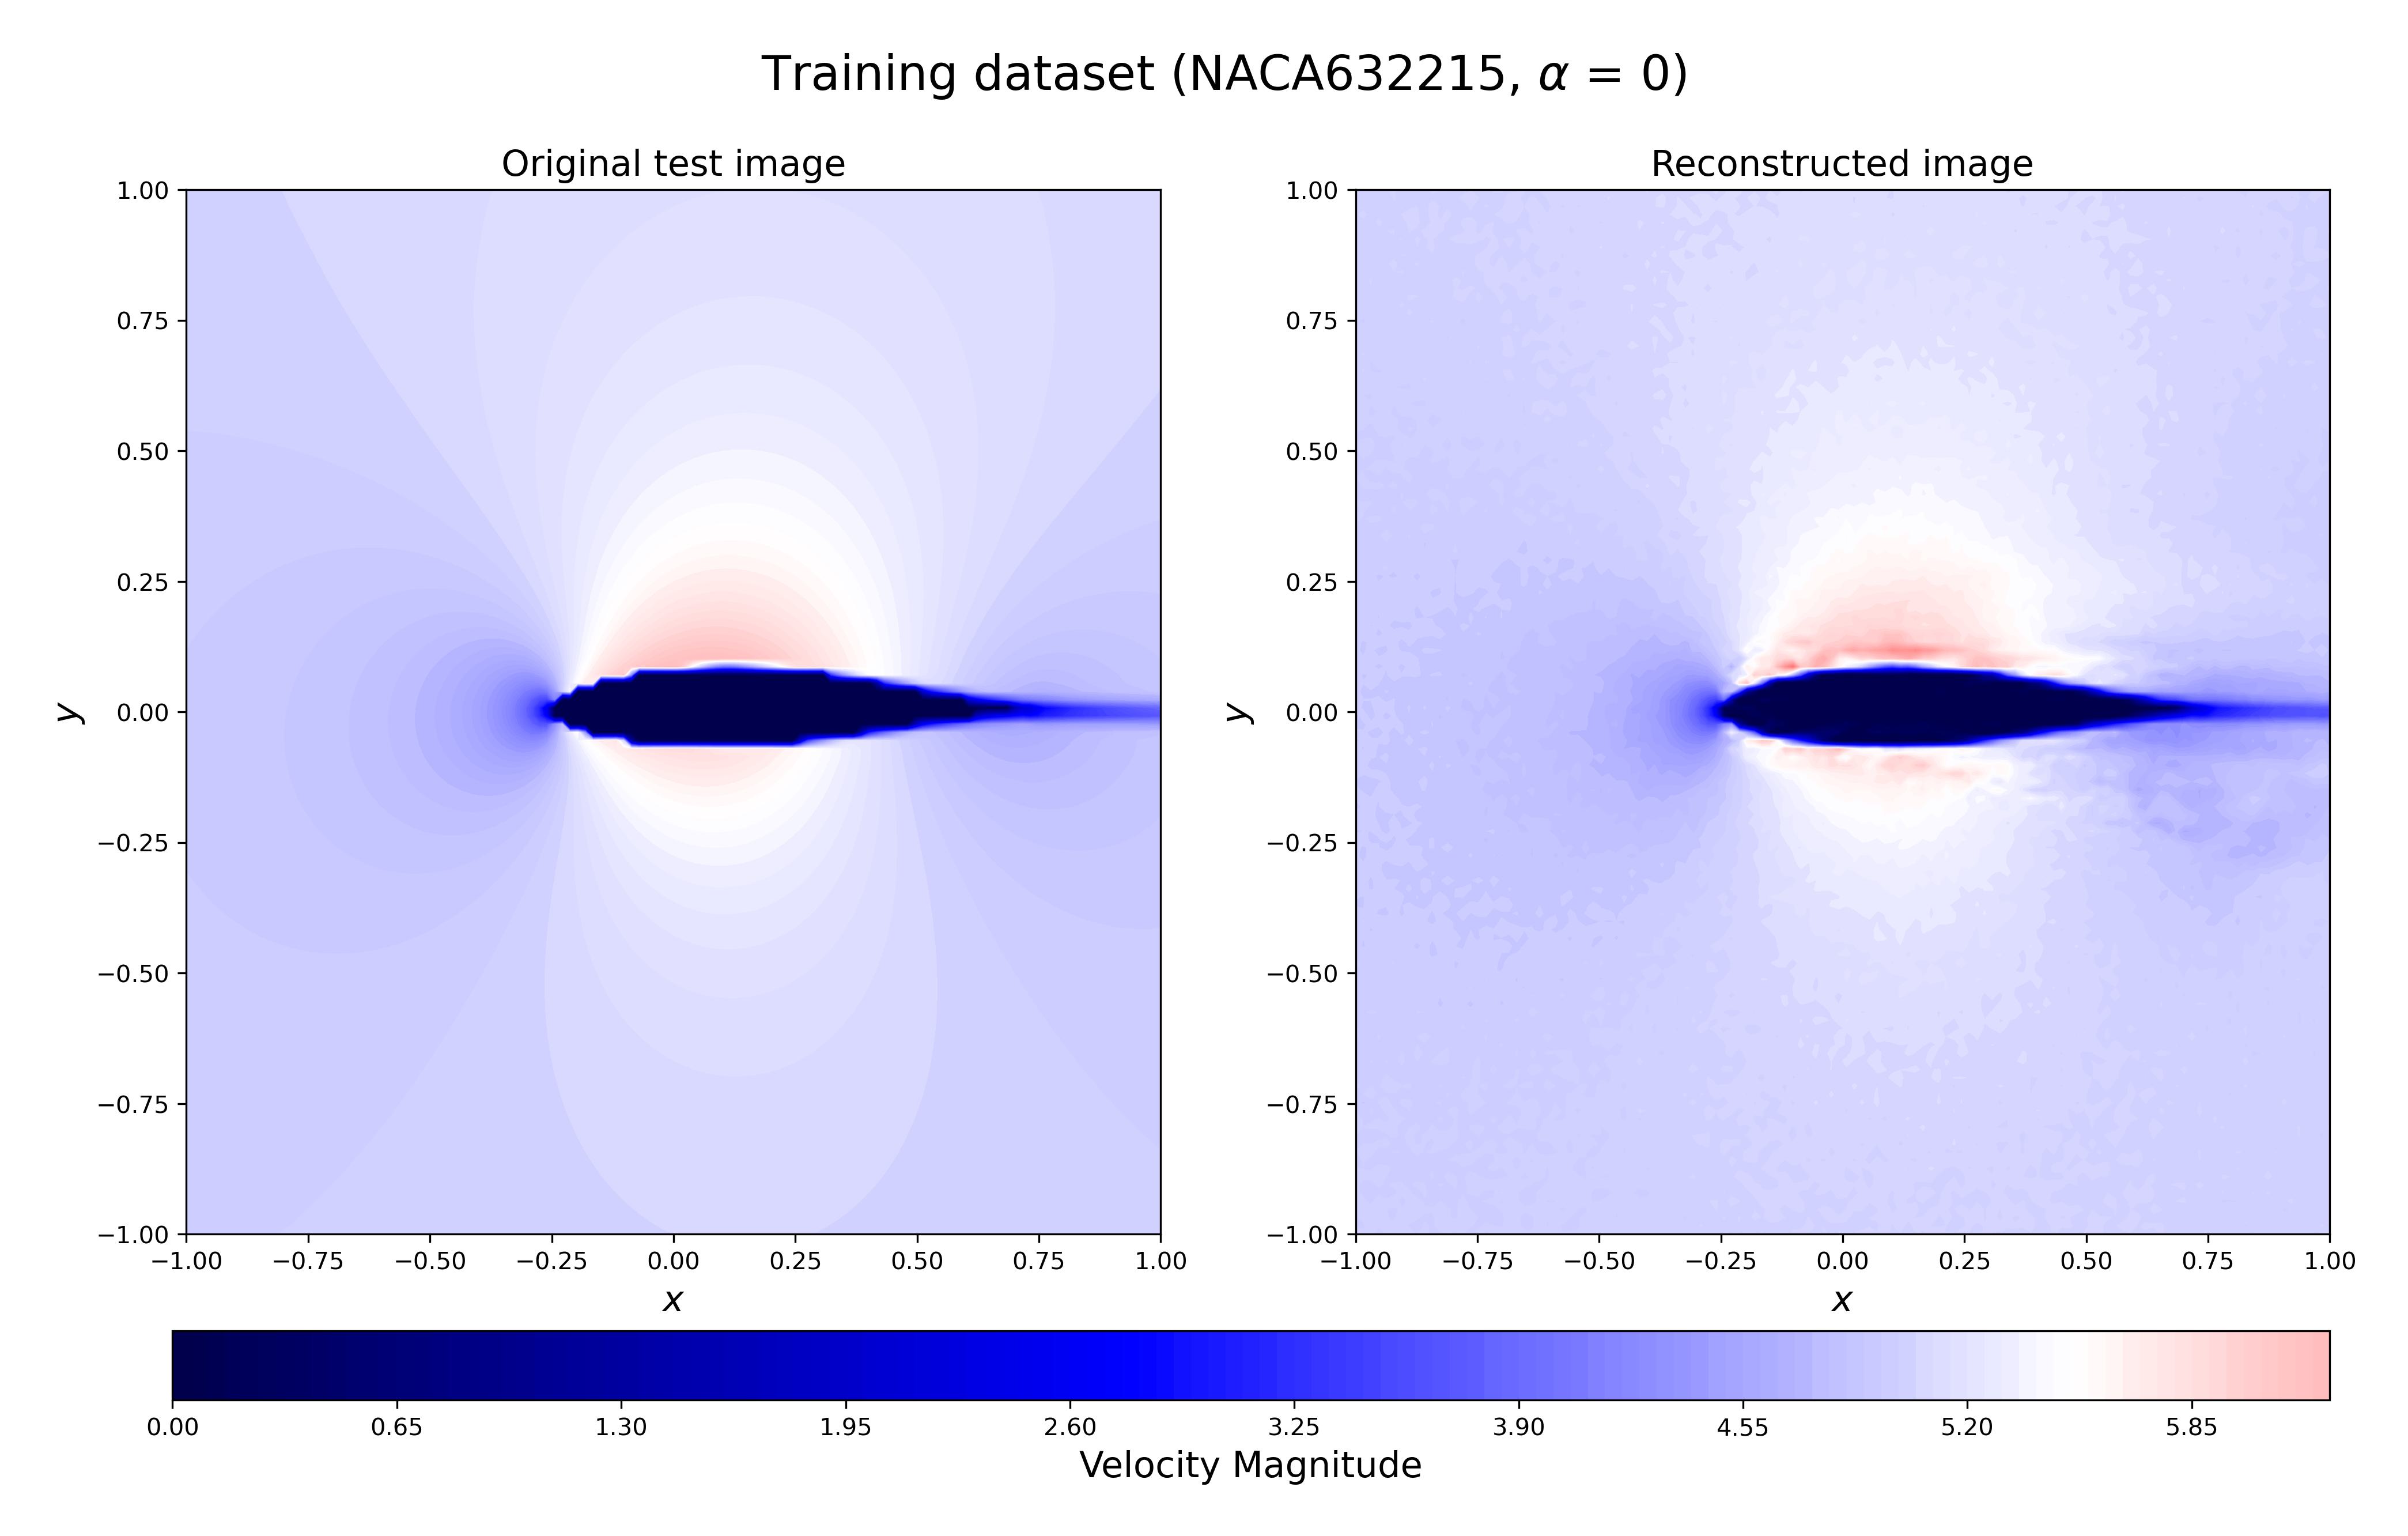 Training dataset (NACA632215, α = 0)
Original test image
1.00
0.75
0.50
0.25
0.00
−0.25
−0.50
−0.75
−1.00
y
−1.00 −0.75 −0.50 −0.25 0.00 0.25 0.50 0.75 1.00
x
Reconstructed image
1.00
0.75
0.50
0.25
0.00
−0.25
−0.50
−0.75
−1.00
y
−1.00 −0.75 −0.50 −0.25 0.00 0.25 0.50 0.75 1.00
x
0.00 0.65 1.30 1.95 2.60 3.25 3.90 4.55 5.20 5.85
Velocity Magnitude